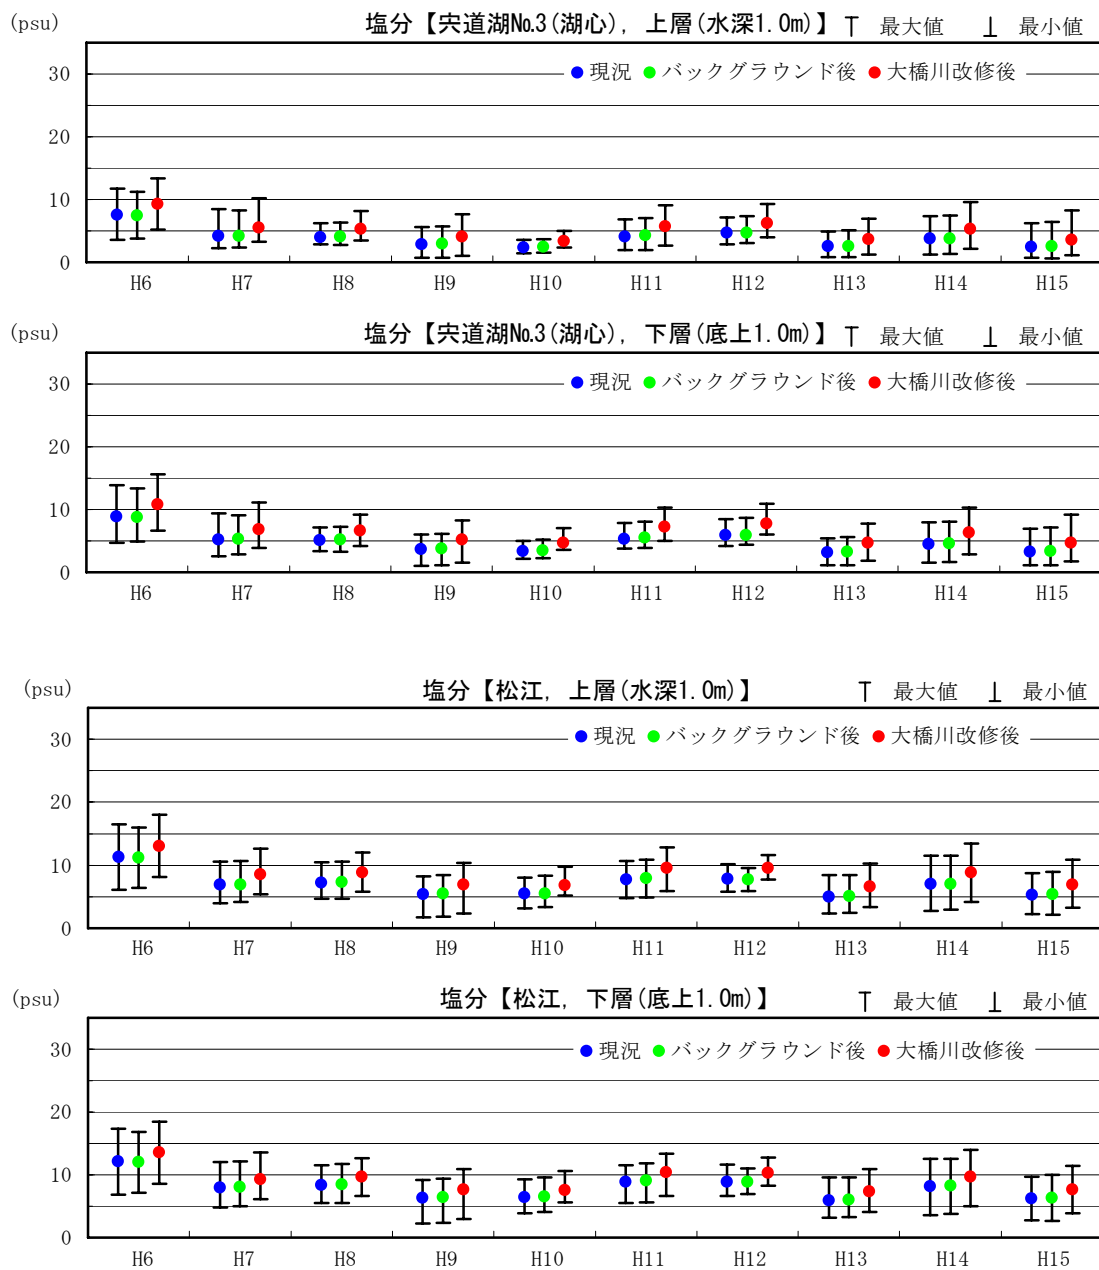 (psu) 塩分【宍道湖No.3(湖心), 上層(水深1.0m)】 最大値 最小値
30 現況 バックグラウンド後 大橋川改修後
20
10
0
H6 H7 H8 H9 H10 H11 H12 H13 H14 H15
(psu) 塩分【宍道湖No.3(湖心), 下層(底上1.0m)】 最大値 最小値
30 現況 バックグラウンド後 大橋川改修後
20
10
0
H6 H7 H8 H9 H10 H11 H12 H13 H14 H15
(psu) 塩分【松江, 上層(水深1.0m)】 最大値 最小値
30 現況 バックグラウンド後 大橋川改修後
20
10
0
H6 H7 H8 H9 H10 H11 H12 H13 H14 H15
(psu) 塩分【松江, 下層(底上1.0m)】 最大値 最小値
30 現況 バックグラウンド後 大橋川改修後
20
10
0
H6 H7 H8 H9 H10 H11 H12 H13 H14 H15